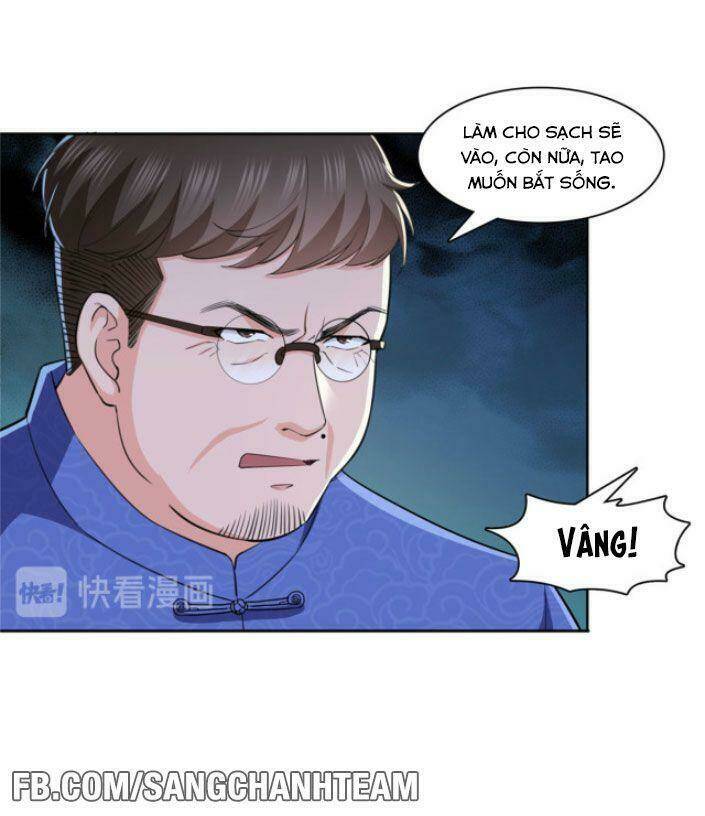 LÀM CHO SẠCH SẼ
VÀO, CÒN NỮA, TAO
MUỐN BẮT SỐNG.
VÂNG!
快看! 快看漫画
FB.COM/SANGCHANHTEAM